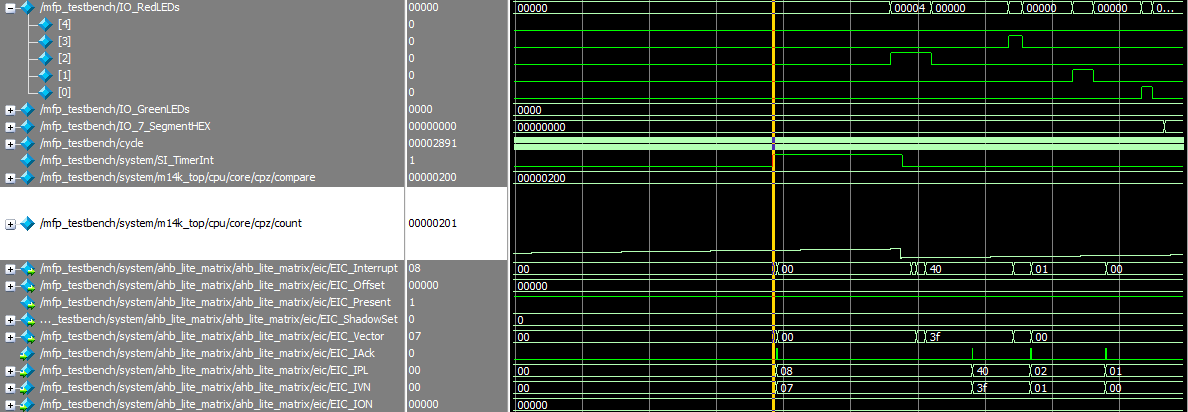 /mfp_testbench/IO_RedLEDs 00000 00000 00004 00000 00000 00000 0...
[4] 0
[3] 0
[2] 0
[1] 0
[0] 0
/mfp_testbench/IO_GreenLEDs 0000 0000
/mfp_testbench/IO_7_SegmentHEX 00000000 00000000
/mfp_testbench/cycle 00002891
/mfp_testbench/system/SI_TimerInt 1
/mfp_testbench/system/m14k_top/cpu/core/cpz/compare 00000200 00000200
/mfp_testbench/system/m14k_top/cpu/core/cpz/count 00000201
/mfp_testbench/system/ahb_lite_matrix/ahb_lite_matrix/eic/EIC_Interrupt 08 00 00 40 01 00
/mfp_testbench/system/ahb_lite_matrix/ahb_lite_matrix/eic/EIC_Offset 00000 00000
/mfp_testbench/system/ahb_lite_matrix/ahb_lite_matrix/eic/EIC_Present 1
..._testbench/system/ahb_lite_matrix/ahb_lite_matrix/eic/EIC_ShadowSet 0 0
/mfp_testbench/system/ahb_lite_matrix/ahb_lite_matrix/eic/EIC_Vector 07 00 00 3f 00
/mfp_testbench/system/ahb_lite_matrix/ahb_lite_matrix/eic/EIC_IAck 0
/mfp_testbench/system/ahb_lite_matrix/ahb_lite_matrix/eic/EIC_IPL 00 00 08 40 02 01
/mfp_testbench/system/ahb_lite_matrix/ahb_lite_matrix/eic/EIC_IVN 00 00 07 3f 01 00
/mfp_testbench/system/ahb_lite_matrix/ahb_lite_matrix/eic/EIC_ION 00000 00000